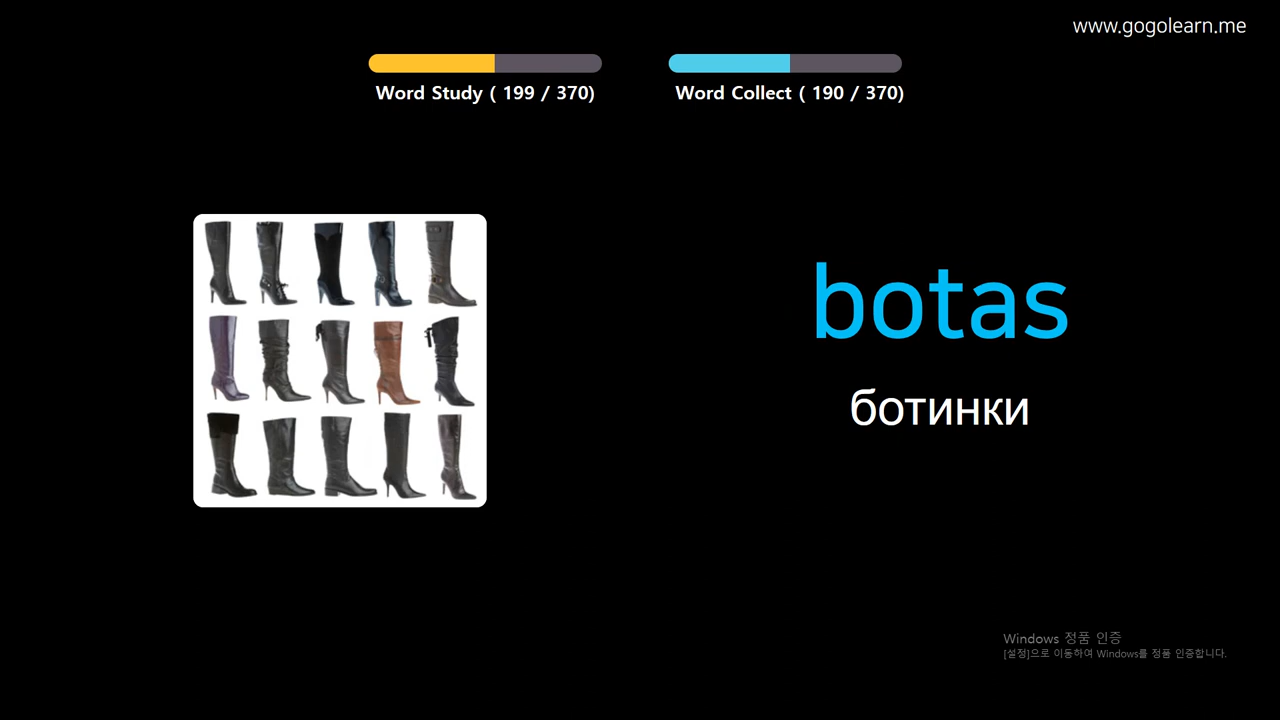 www.gogolearn.me
Word Study ( 199 / 370)
Word Collect ( 190 / 370)
botas
ботинки
Windows 정품 인증
[설정]으로 이동하여 Windows를 정품 인증합니다.